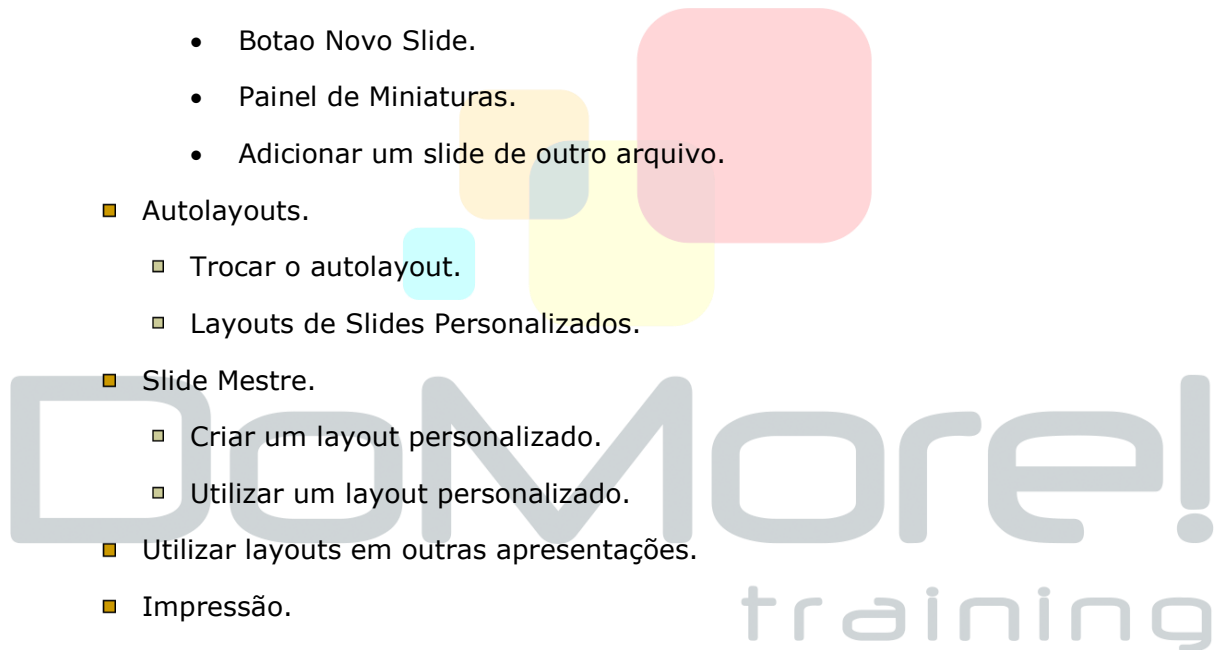 Botao Novo Slide.
Painel de Miniaturas.
Adicionar um slide de outro arquivo.
Autolayouts.
Trocar o autolayout.
Layouts de Slides Personalizados.
Slide Mestre.
Criar um layout personalizado.
Utilizar um layout personalizado.
Utilizar layouts em outras apresentações.
Impressão.
DoMore!
training